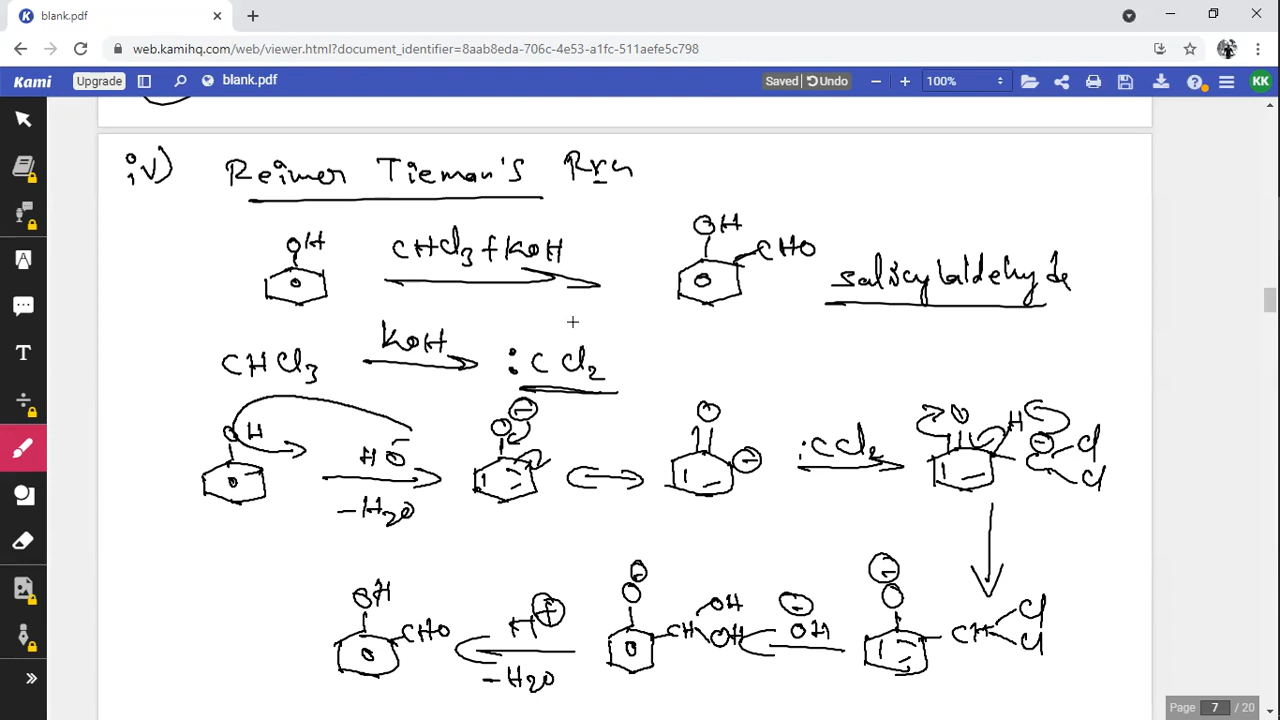 blank.pdf
web.kamihq.com/web/viewer.html?document_identifier=8aab8eda-706c-4e53-a1fc-511aefe5c798
Kami Upgrade blank.pdf Saved Undo 100% KK
iv) Reimer Tieman's Rxn
OH CHCl3+KOH OH CHO salicylaldehyde
CHCl3 KOH :CCl2
OH HO− −H2O O⊖ O ⊖ :CCl2 O H ⊖C Cl Cl
OH CHO H⊕ −H2O O⊖ CH OH OH ⊖OH O⊖ CH Cl Cl
Page 7 / 20